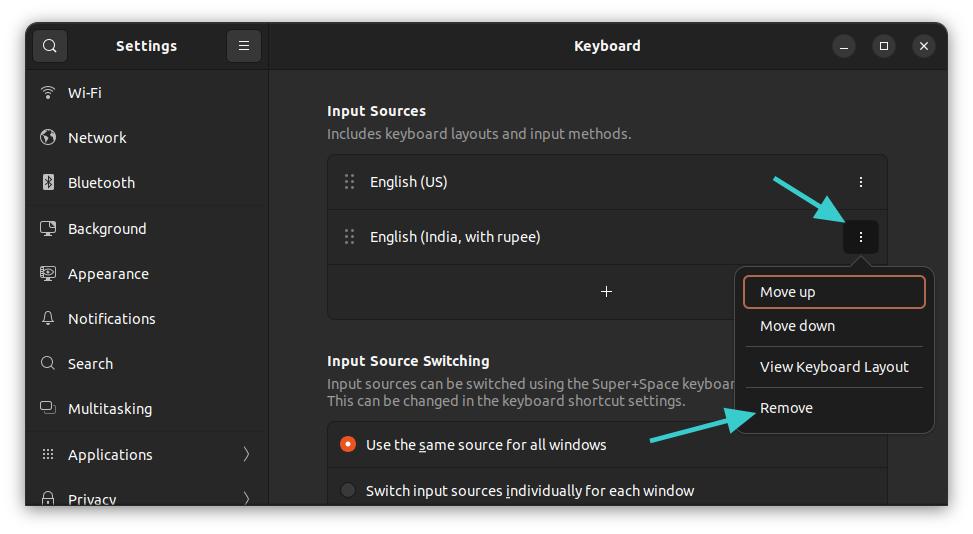 Settings
Keyboard
Wi-Fi
Network
Bluetooth
Background
Appearance
Notifications
Search
Multitasking
Applications
Privacy
Input Sources
Includes keyboard layouts and input methods.
English (US)
English (India, with rupee)
Move up
Move down
View Keyboard Layout
Remove
Input Source Switching
Input sources can be switched using the Super+Space
This can be changed in the keyboard shortcut settings.
Use the same source for all windows
Switch input sources individually for each window